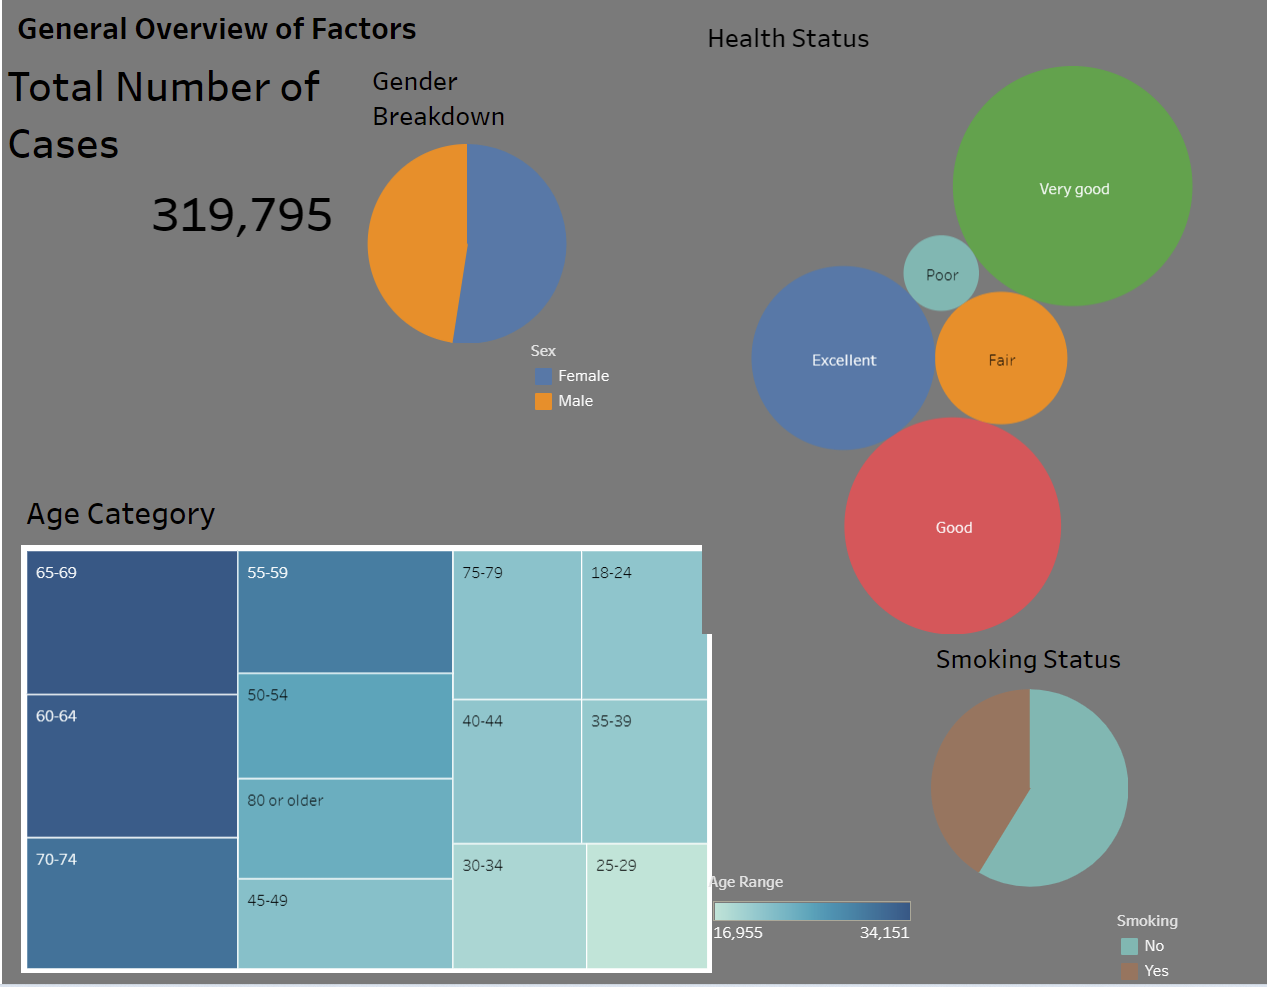 General Overview of Factors
Total Number of
Cases
319,795
Gender
Breakdown
Sex
Female
Male
Health Status
Very good
Poor
Excellent
Fair
Good
Age Category
65-69
55-59
75-79
18-24
60-64
50-54
40-44
35-39
80 or older
70-74
30-34
25-29
45-49
Age Range
16,955
34,151
Smoking Status
Smoking
No
Yes